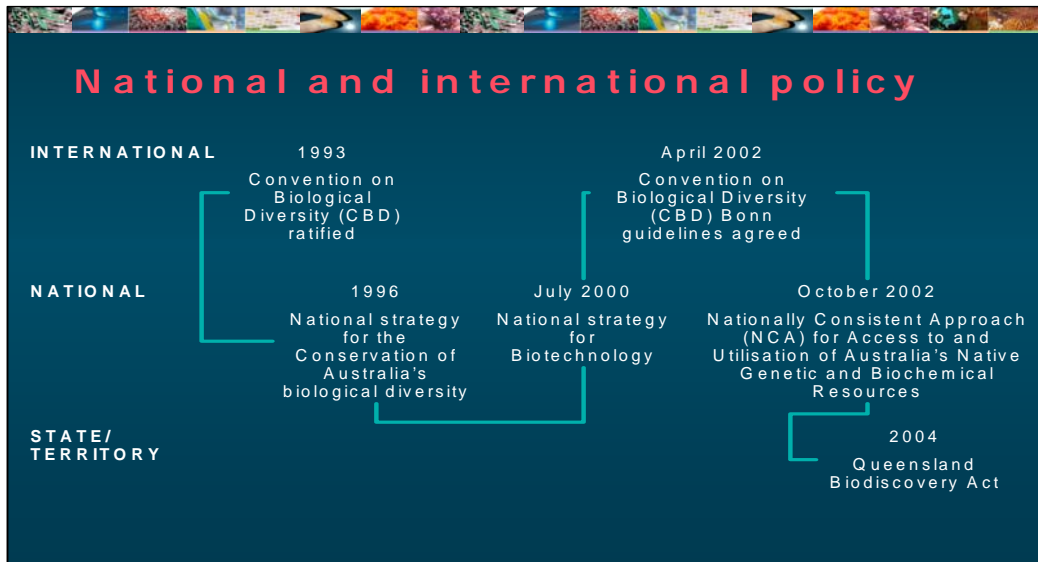 National and international policy
INTERNATIONAL
1993
Convention on
Biological
Diversity (CBD)
ratified
April 2002
Convention on
Biological Diversity
(CBD) Bonn
guidelines agreed
NATIONAL
1996
National strategy
for the
Conservation of
Australia's
biological diversity
July 2000
National strategy
for
Biotechnology
October 2002
Nationally Consistent Approach
(NCA) for Access to and
Utilisation of Australia's Native
Genetic and Biochemical
Resources
STATE/
TERRITORY
2004
Queensland
Biodiscovery Act